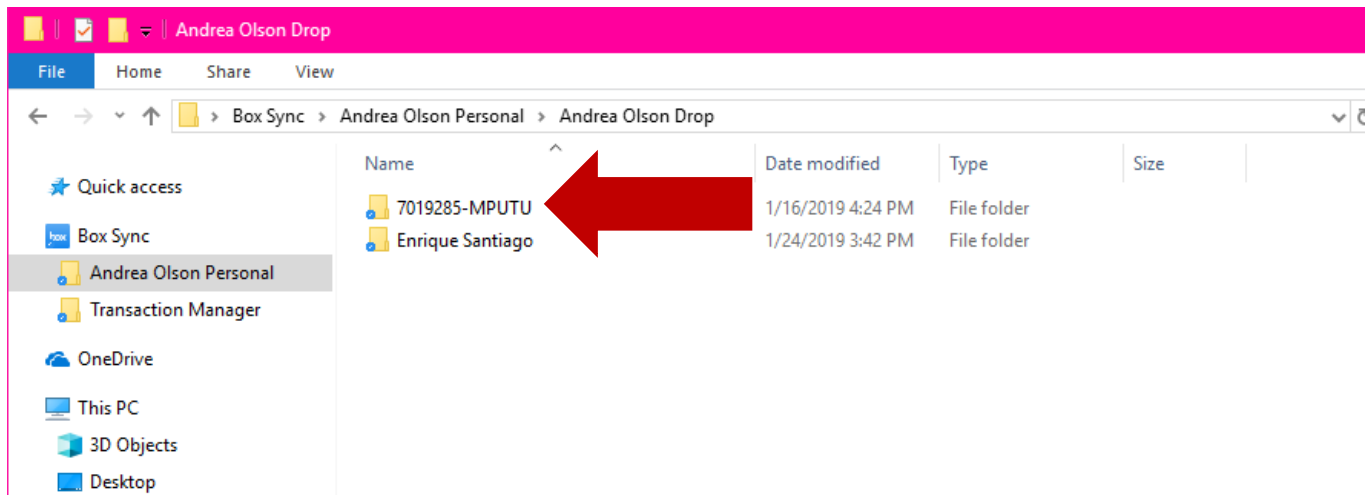 Andrea Olson Drop
File Home Share View
Box Sync > Andrea Olson Personal > Andrea Olson Drop
Name Date modified Type Size
Quick access
7019285-MPUTU 1/16/2019 4:24 PM File folder
box Box Sync
Enrique Santiago 1/24/2019 3:42 PM File folder
Andrea Olson Personal
Transaction Manager
OneDrive
This PC
3D Objects
Desktop